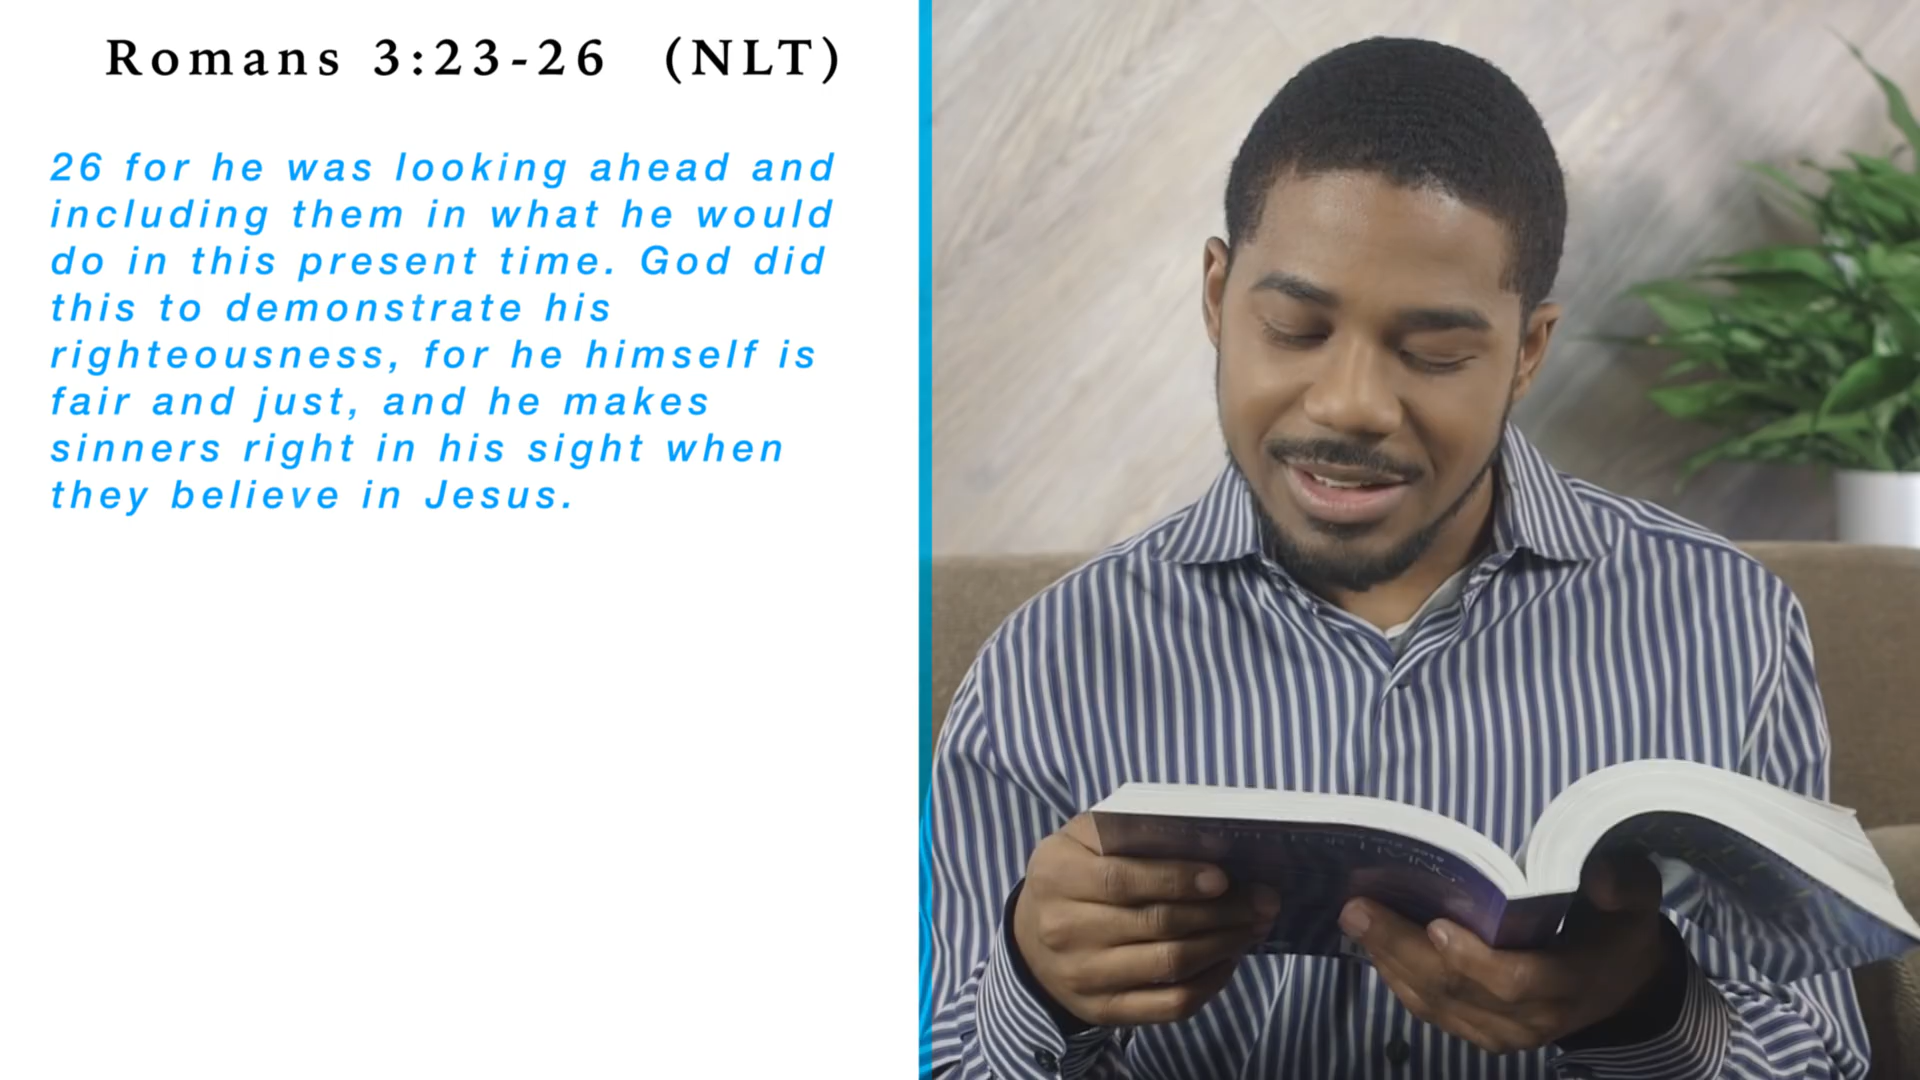 Romans 3:23-26 (NLT)
26 for he was looking ahead and
including them in what he would
do in this present time. God did
this to demonstrate his
righteousness, for he himself is
fair and just, and he makes
sinners right in his sight when
they believe in Jesus.